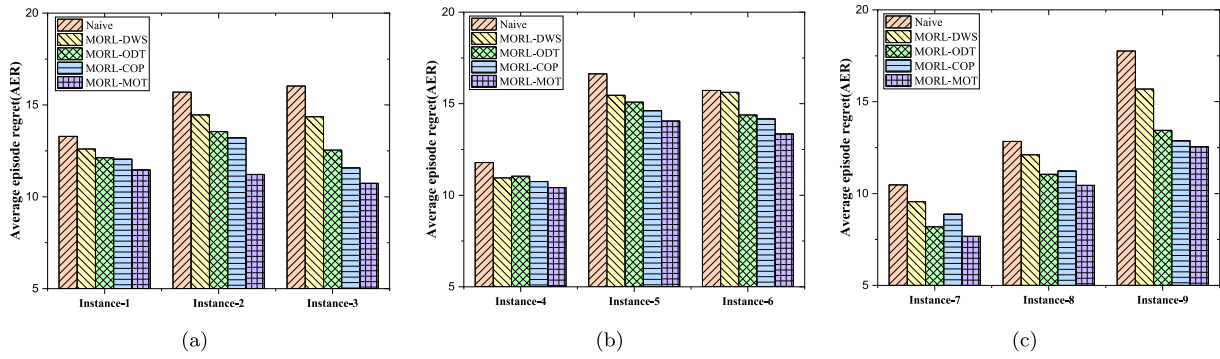 20
15
10
5
Average episode regret(AER)
Naive
MORL-DWS
MORL-ODT
MORL-COP
MORL-MOT
Instance-1 Instance-2 Instance-3
(a)
20
15
10
5
Average episode regret(AER)
Naive
MORL-DWS
MORL-ODT
MORL-COP
MORL-MOT
Instance-4 Instance-5 Instance-6
(b)
20
15
10
5
Average episode regret(AER)
Naive
MORL-DWS
MORL-ODT
MORL-COP
MORL-MOT
Instance-7 Instance-8 Instance-9
(c)